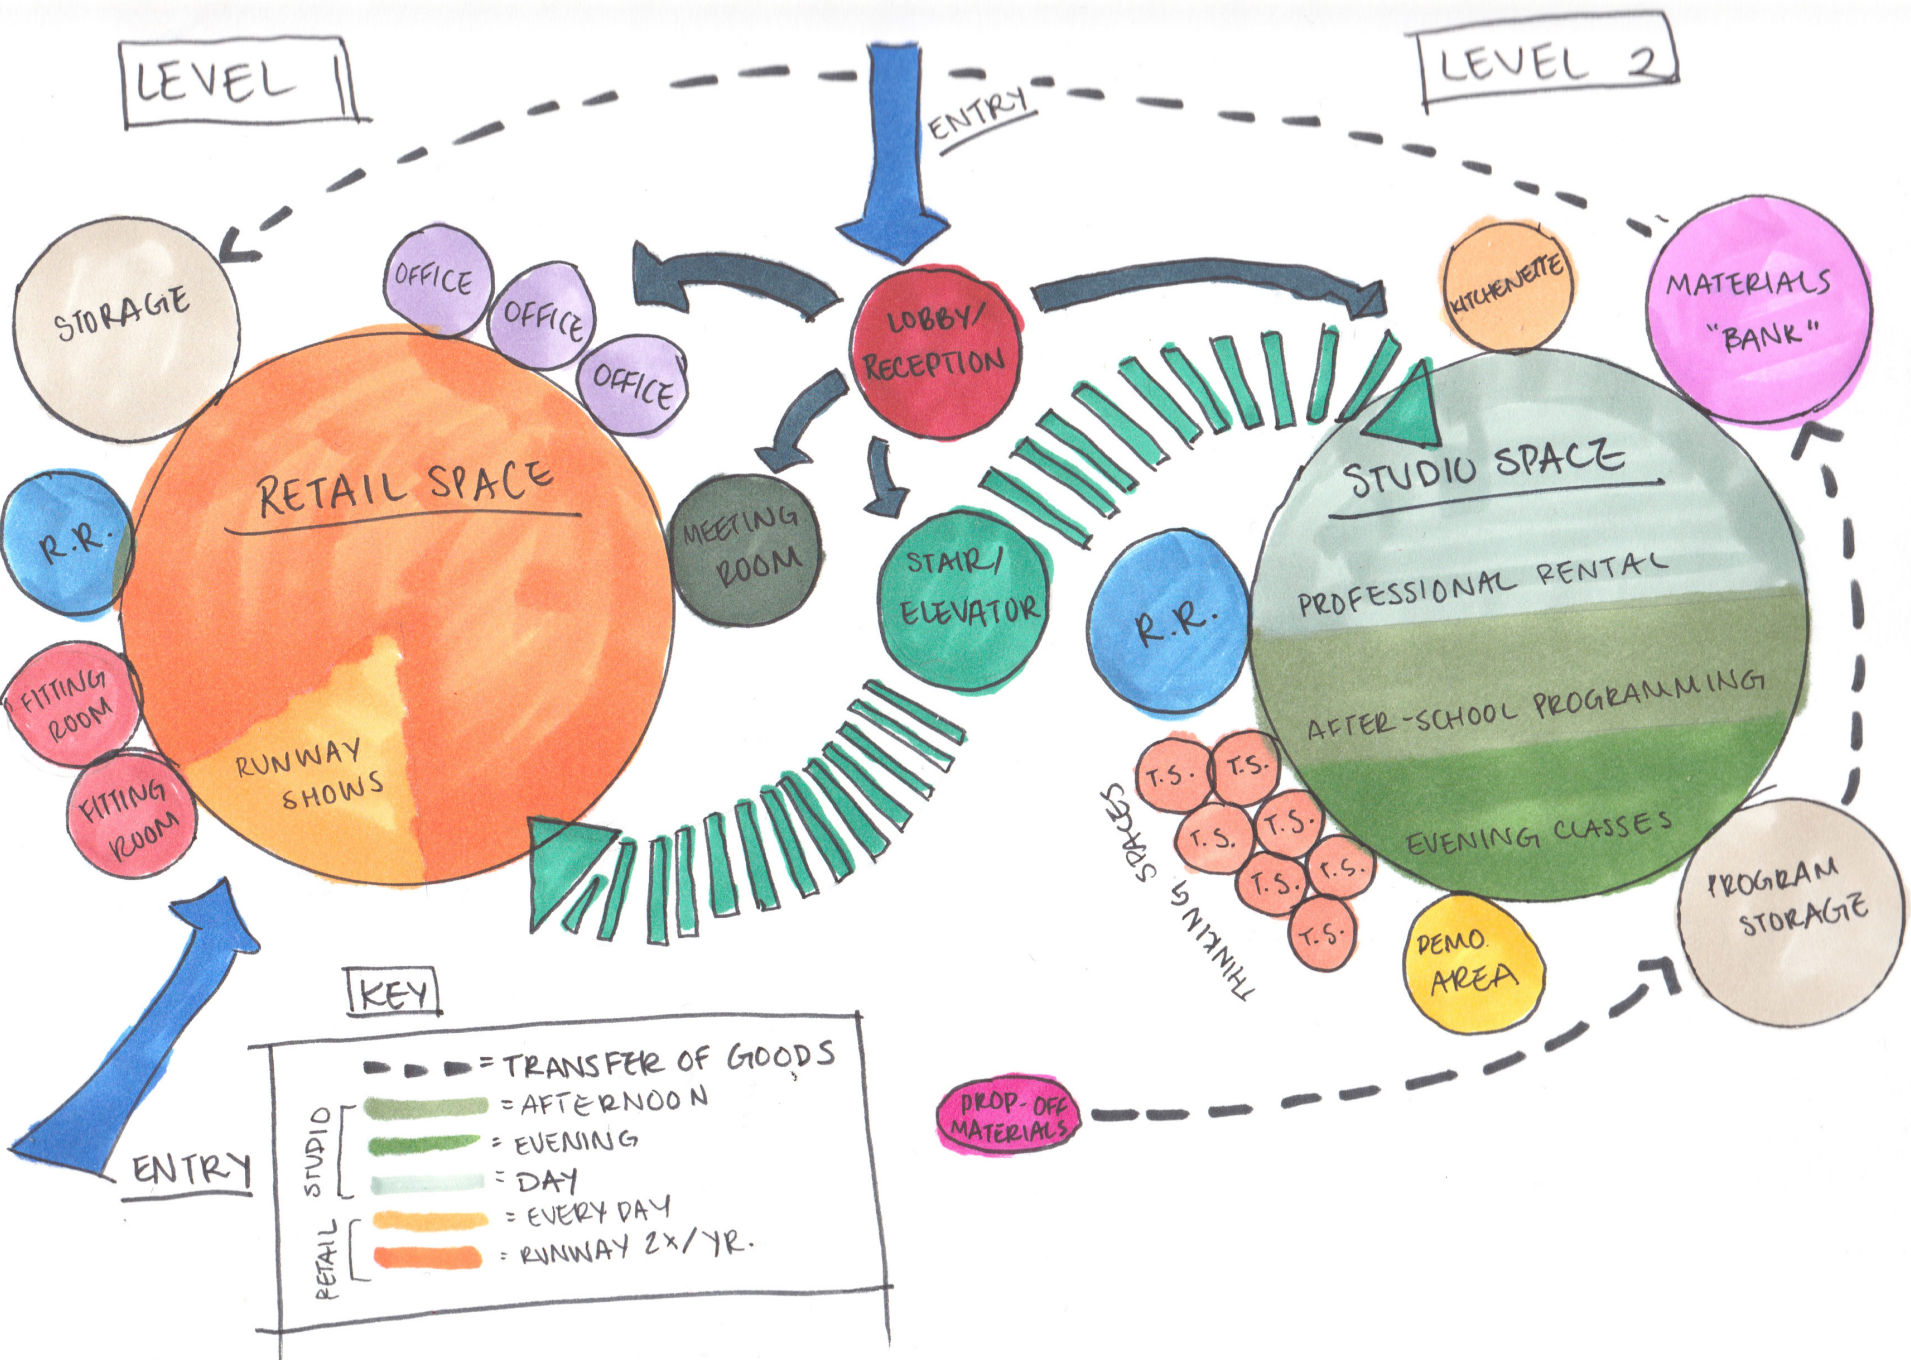 LEVEL 1
LEVEL 2
ENTRY
STORAGE
OFFICE
OFFICE
OFFICE
LOBBY/
RECEPTION
KITCHENETTE
MATERIALS
"BANK"
RETAIL SPACE
R.R.
MEETING
ROOM
STAIR/
ELEVATOR
R.R.
STUDIO SPACE
PROFESSIONAL RENTAL
AFTER-SCHOOL PROGRAMMING
EVENING CLASSES
FITTING
ROOM
FITTING
ROOM
RUNWAY
SHOWS
T.S.
T.S.
T.S.
T.S.
T.S.
T.S.
T.S.
THINKING SPACES
DEMO.
AREA
PROGRAM
STORAGE
ENTRY
DROP-OFF
MATERIALS
KEY
= TRANSFER OF GOODS
STUDIO
= AFTERNOON
= EVENING
= DAY
RETAIL
= EVERY DAY
= RUNWAY 2X/YR.